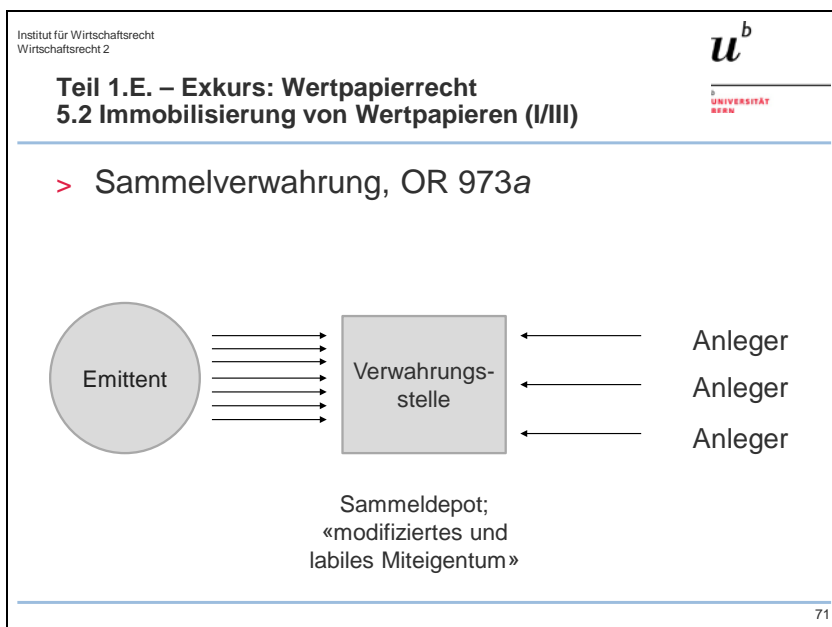 Institut für Wirtschaftsrecht
Wirtschaftsrecht 2
u^b
b
UNIVERSITÄT
BERN
Teil 1.E. – Exkurs: Wertpapierrecht
5.2 Immobilisierung von Wertpapieren (I/III)
> Sammelverwahrung, OR 973a
Emittent
Verwahrungs-
stelle
Anleger
Anleger
Anleger
Sammeldepot;
«modifiziertes und
labiles Miteigentum»
71